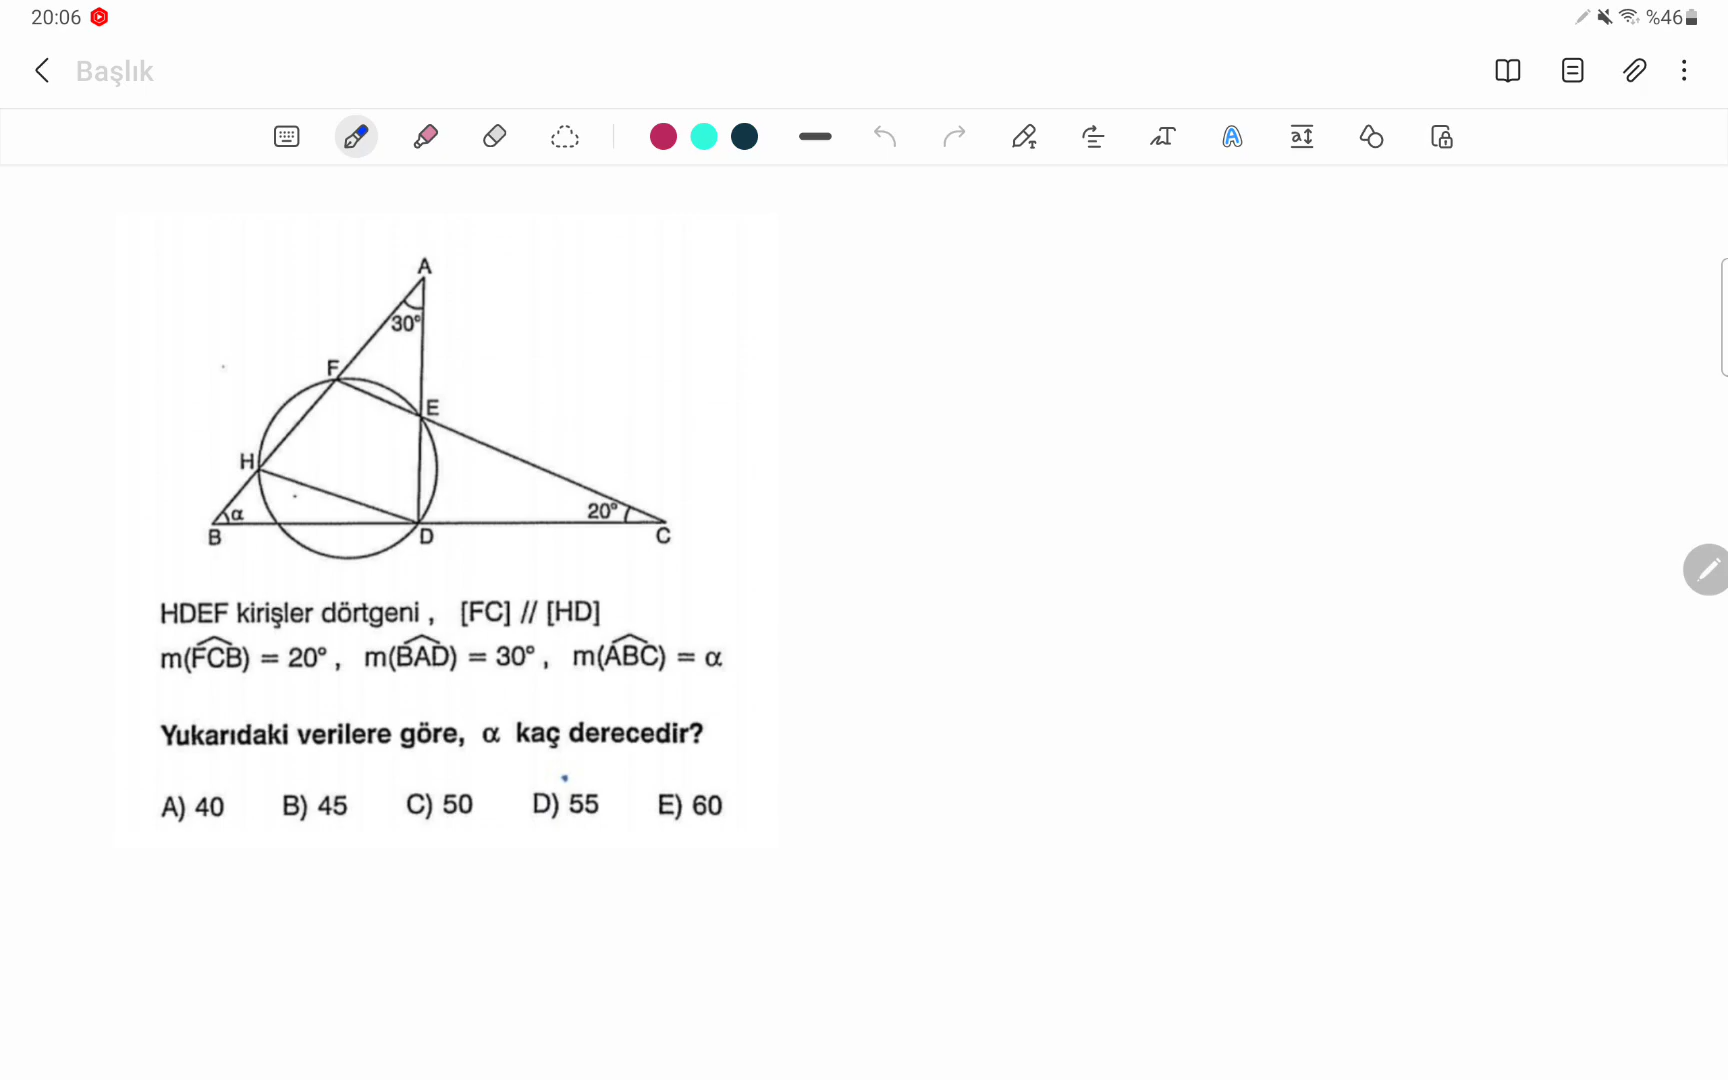 20:06 %46
Başlık
A
30°
F
E
H
α
20°
B
D
C
HDEF kirişler dörtgeni , [FC] // [HD]
m(FCB) = 20° , m(BAD) = 30° , m(ABC) = α
Yukarıdaki verilere göre, α kaç derecedir?
A) 40 B) 45 C) 50 D) 55 E) 60